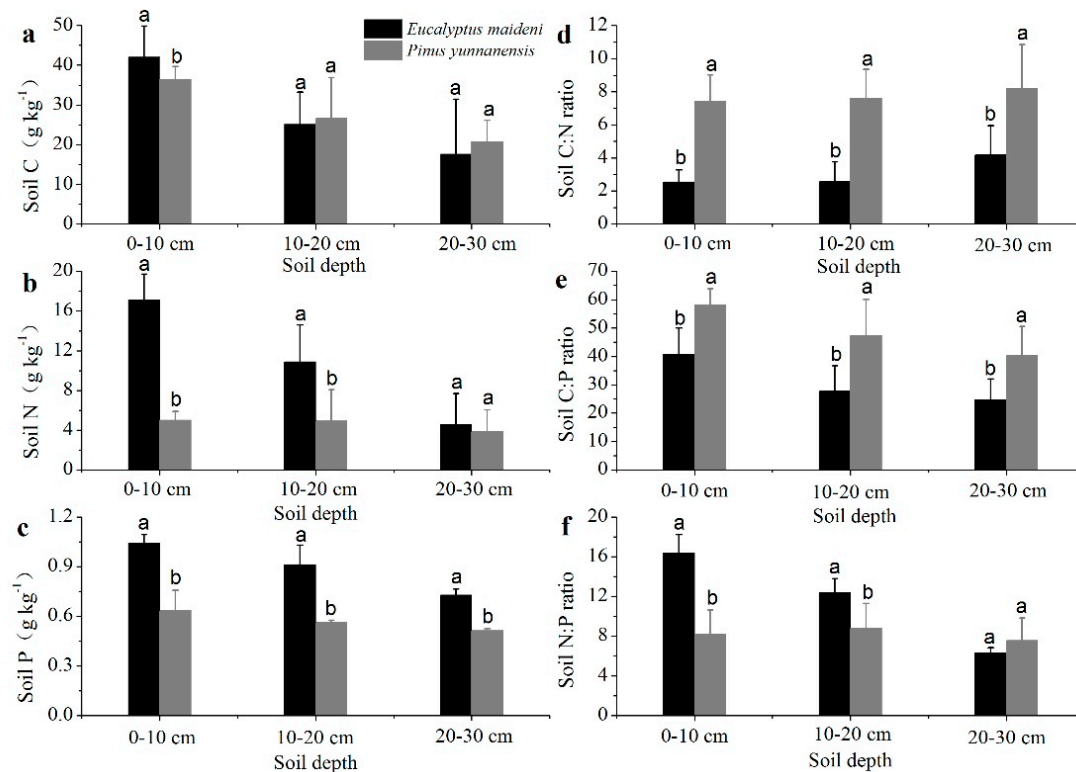 a
Soil C (g kg-1)
50
40
30
20
10
0
Eucalyptus maideni
Pinus yunnanensis
a
b
a
a
a
a
0-10 cm
10-20 cm
20-30 cm
Soil depth
b
Soil N (g kg-1)
20
16
12
8
4
0
a
b
a
b
a
a
0-10 cm
10-20 cm
20-30 cm
Soil depth
c
Soil P (g kg-1)
1.2
0.9
0.6
0.3
0.0
a
b
a
b
a
b
0-10 cm
10-20 cm
20-30 cm
Soil depth
d
Soil C:N ratio
12
10
8
6
4
2
0
b
a
b
a
b
a
0-10 cm
10-20 cm
20-30 cm
Soil depth
e
Soil C:P ratio
70
60
50
40
30
20
10
0
b
a
b
a
b
a
0-10 cm
10-20 cm
20-30 cm
Soil depth
f
Soil N:P ratio
20
16
12
8
4
0
a
b
a
b
a
a
0-10 cm
10-20 cm
20-30 cm
Soil depth